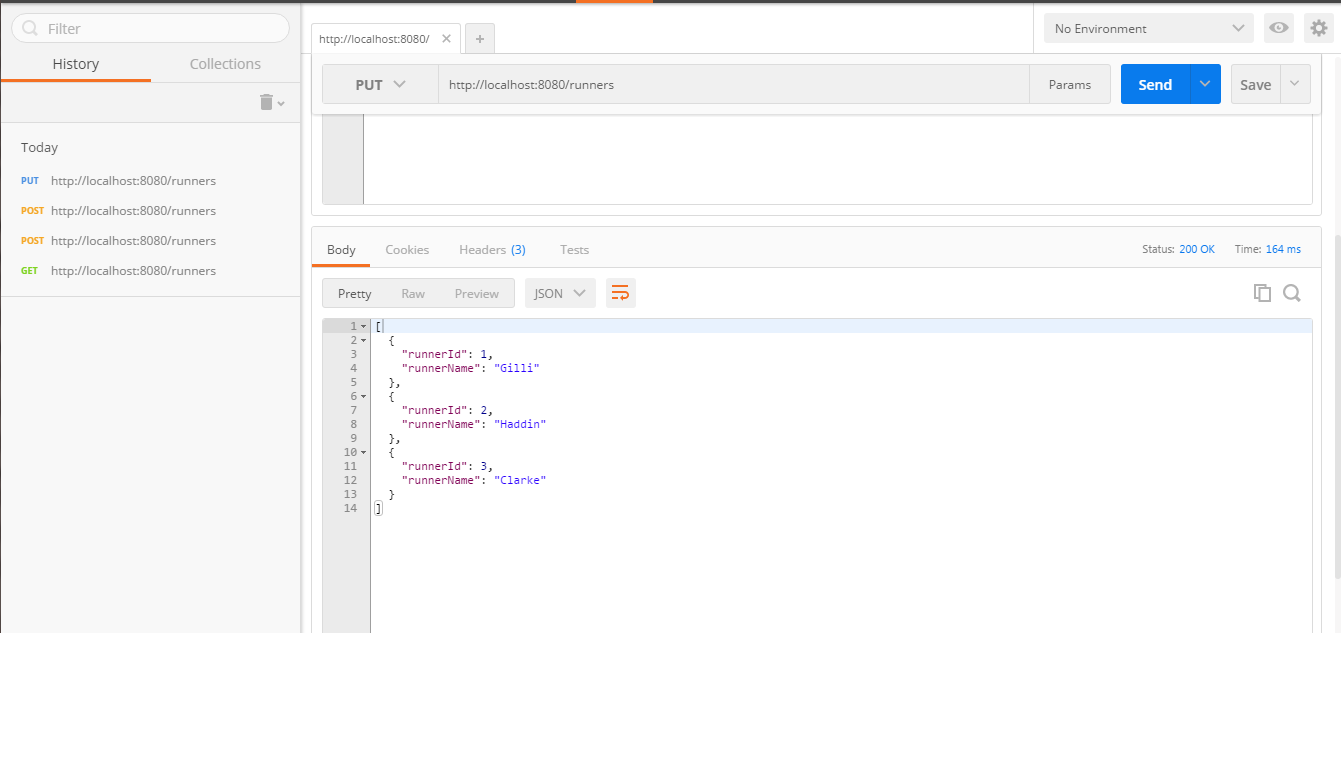 Filter
History Collections
Today
PUT http://localhost:8080/runners
POST http://localhost:8080/runners
POST http://localhost:8080/runners
GET http://localhost:8080/runners
http://localhost:8080/ × +
No Environment
PUT http://localhost:8080/runners Params Send Save
Body Cookies Headers (3) Tests Status: 200 OK Time: 164 ms
Pretty Raw Preview JSON
1 [
2 {
3 "runnerId": 1,
4 "runnerName": "Gilli"
5 },
6 {
7 "runnerId": 2,
8 "runnerName": "Haddin"
9 },
10 {
11 "runnerId": 3,
12 "runnerName": "Clarke"
13 }
14 ]